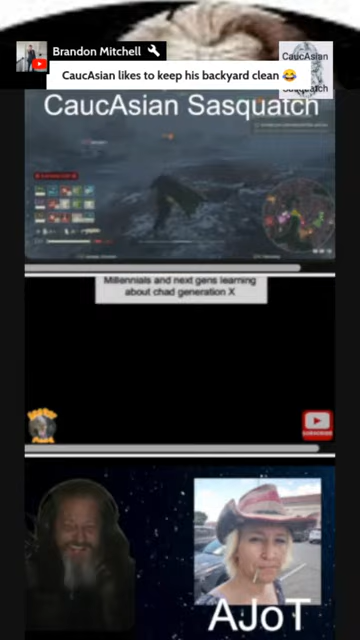 Brandon Mitchell
CaucAsian likes to keep his backyard clean 😂
CaucAsian
Sasquatch
CaucAsian Sasquatch
Millennials and next gens learning
about chad generation X
SUBSCRIBE
AJoT